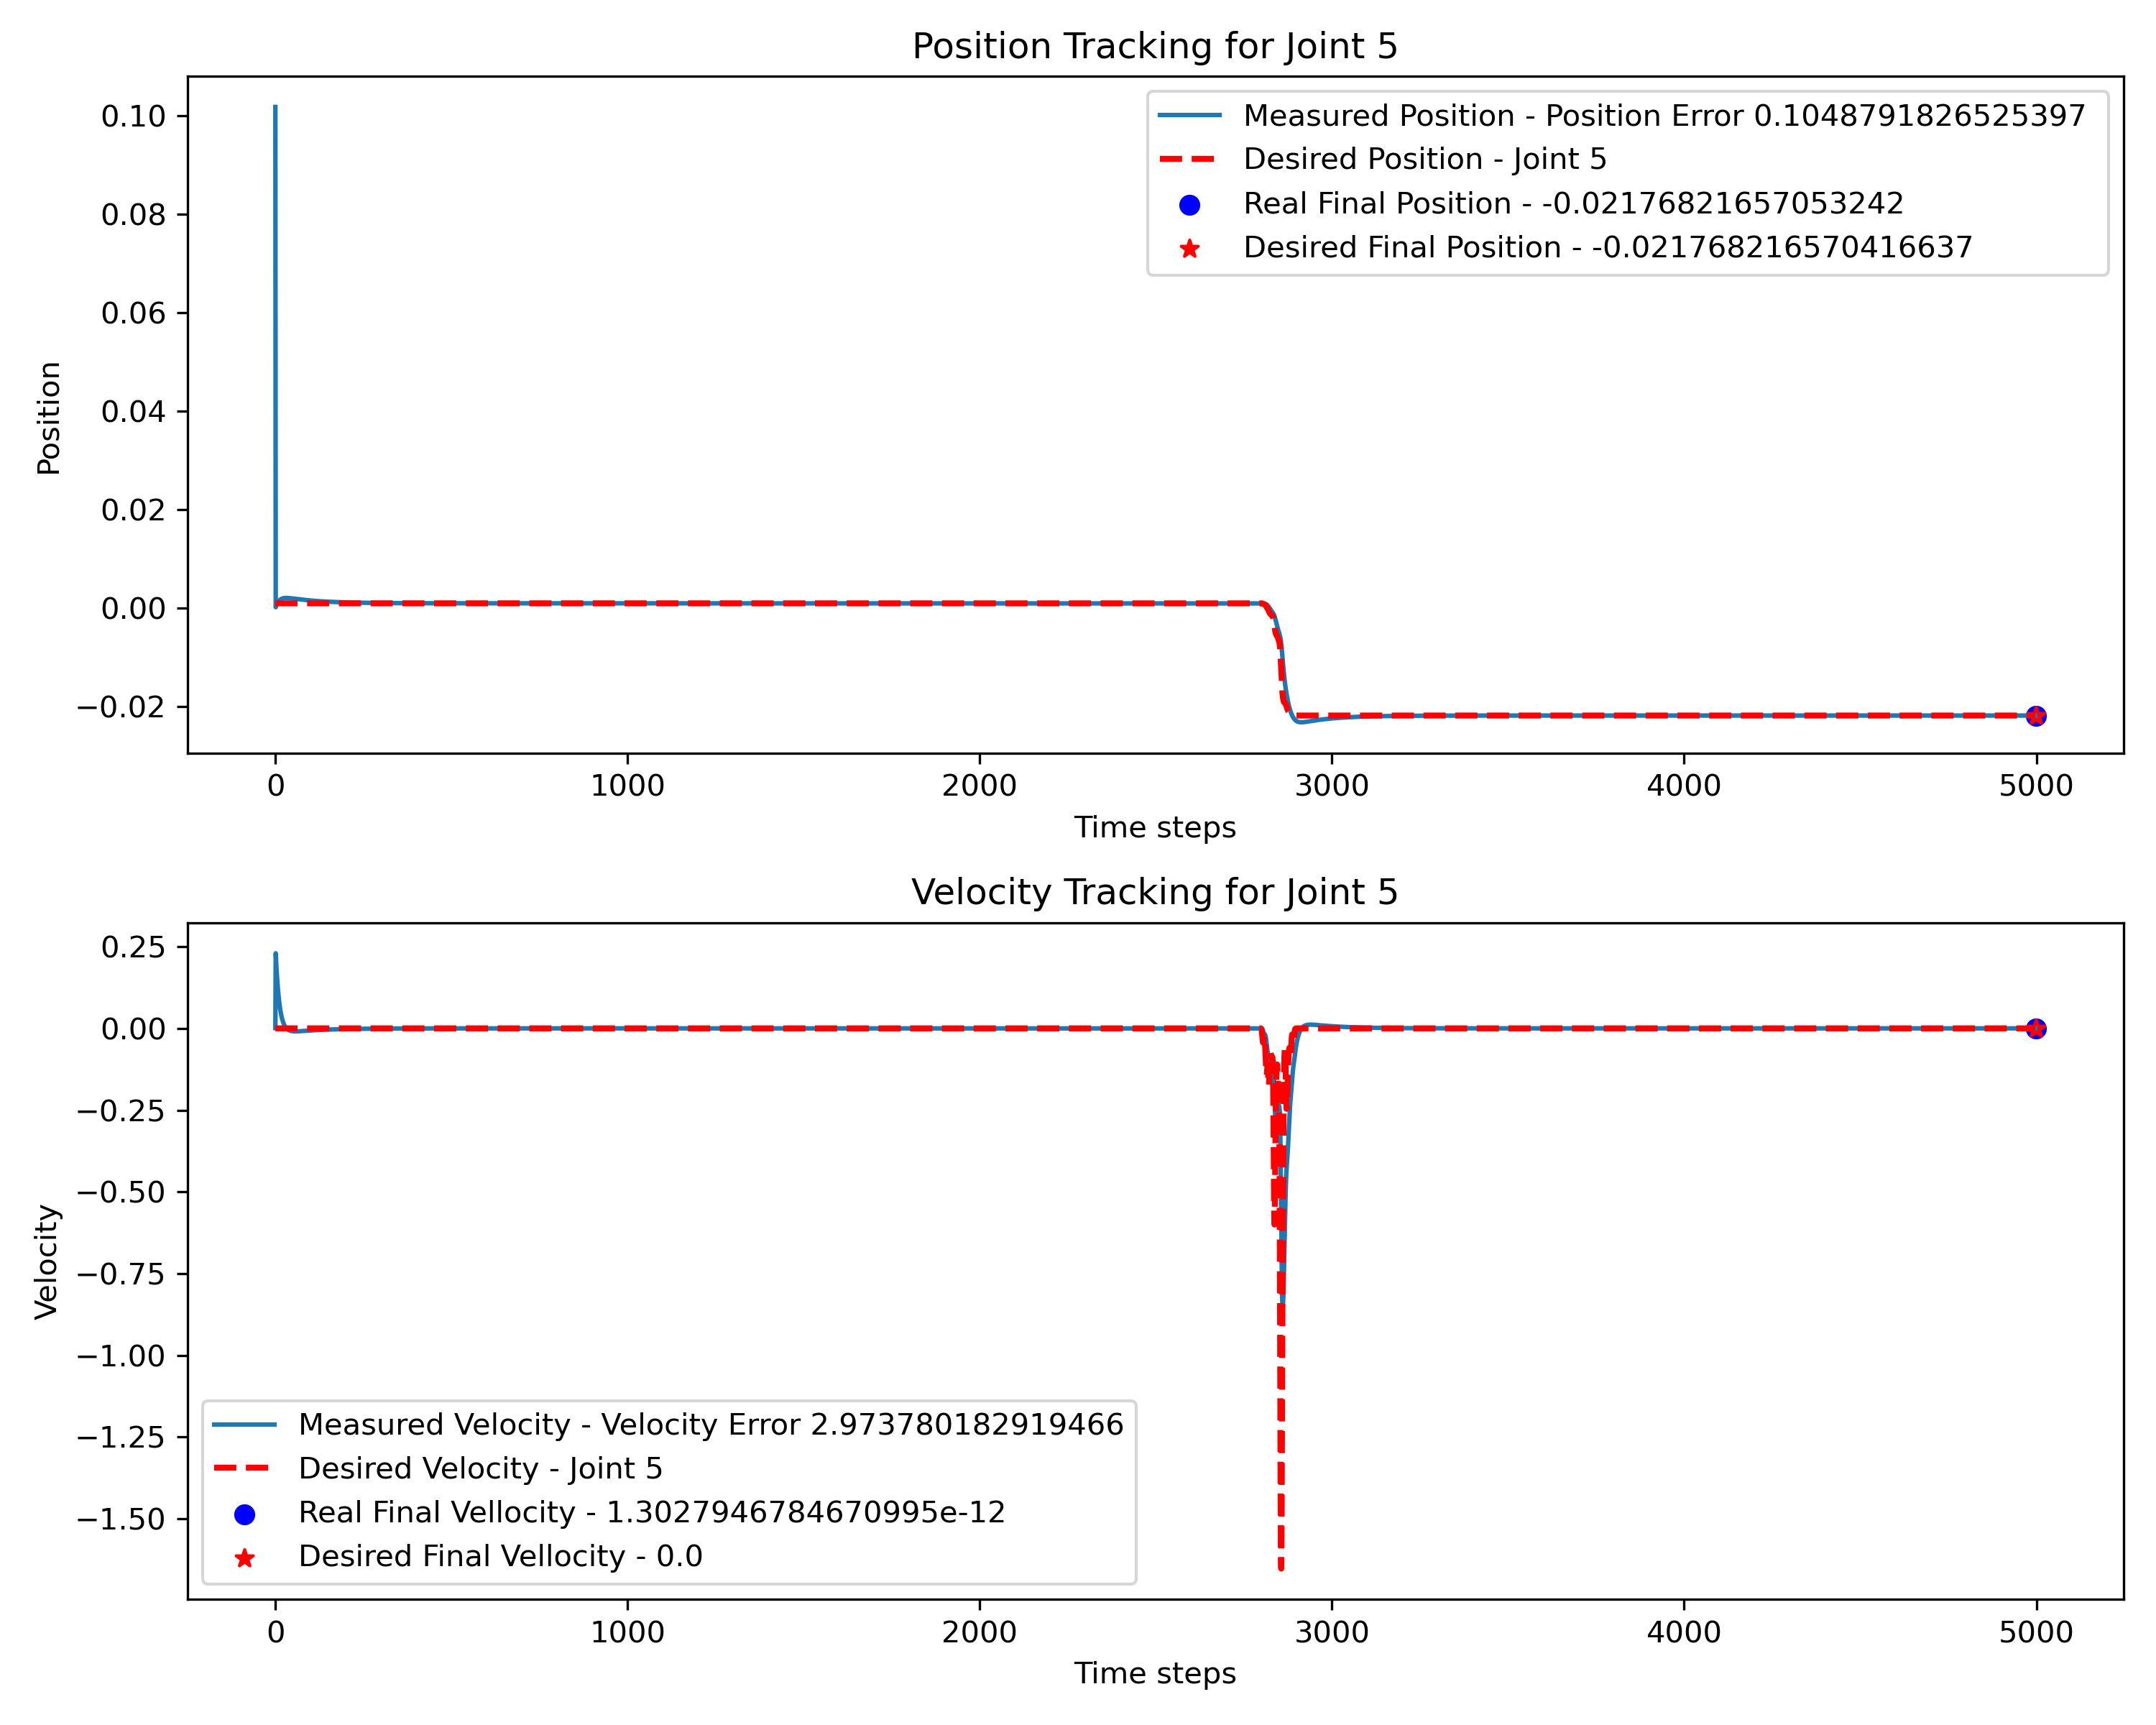 Position Tracking for Joint 5
Measured Position - Position Error 0.1048791826525397
Desired Position - Joint 5
Real Final Position - -0.02176821657053242
Desired Final Position - -0.021768216570416637
0.10
0.08
0.06
0.04
0.02
0.00
−0.02
Position
0
1000
2000
3000
4000
5000
Time steps
Velocity Tracking for Joint 5
0.25
0.00
−0.25
−0.50
−0.75
−1.00
−1.25
−1.50
Velocity
Measured Velocity - Velocity Error 2.973780182919466
Desired Velocity - Joint 5
Real Final Vellocity - 1.3027946784670995e-12
Desired Final Vellocity - 0.0
0
1000
2000
3000
4000
5000
Time steps